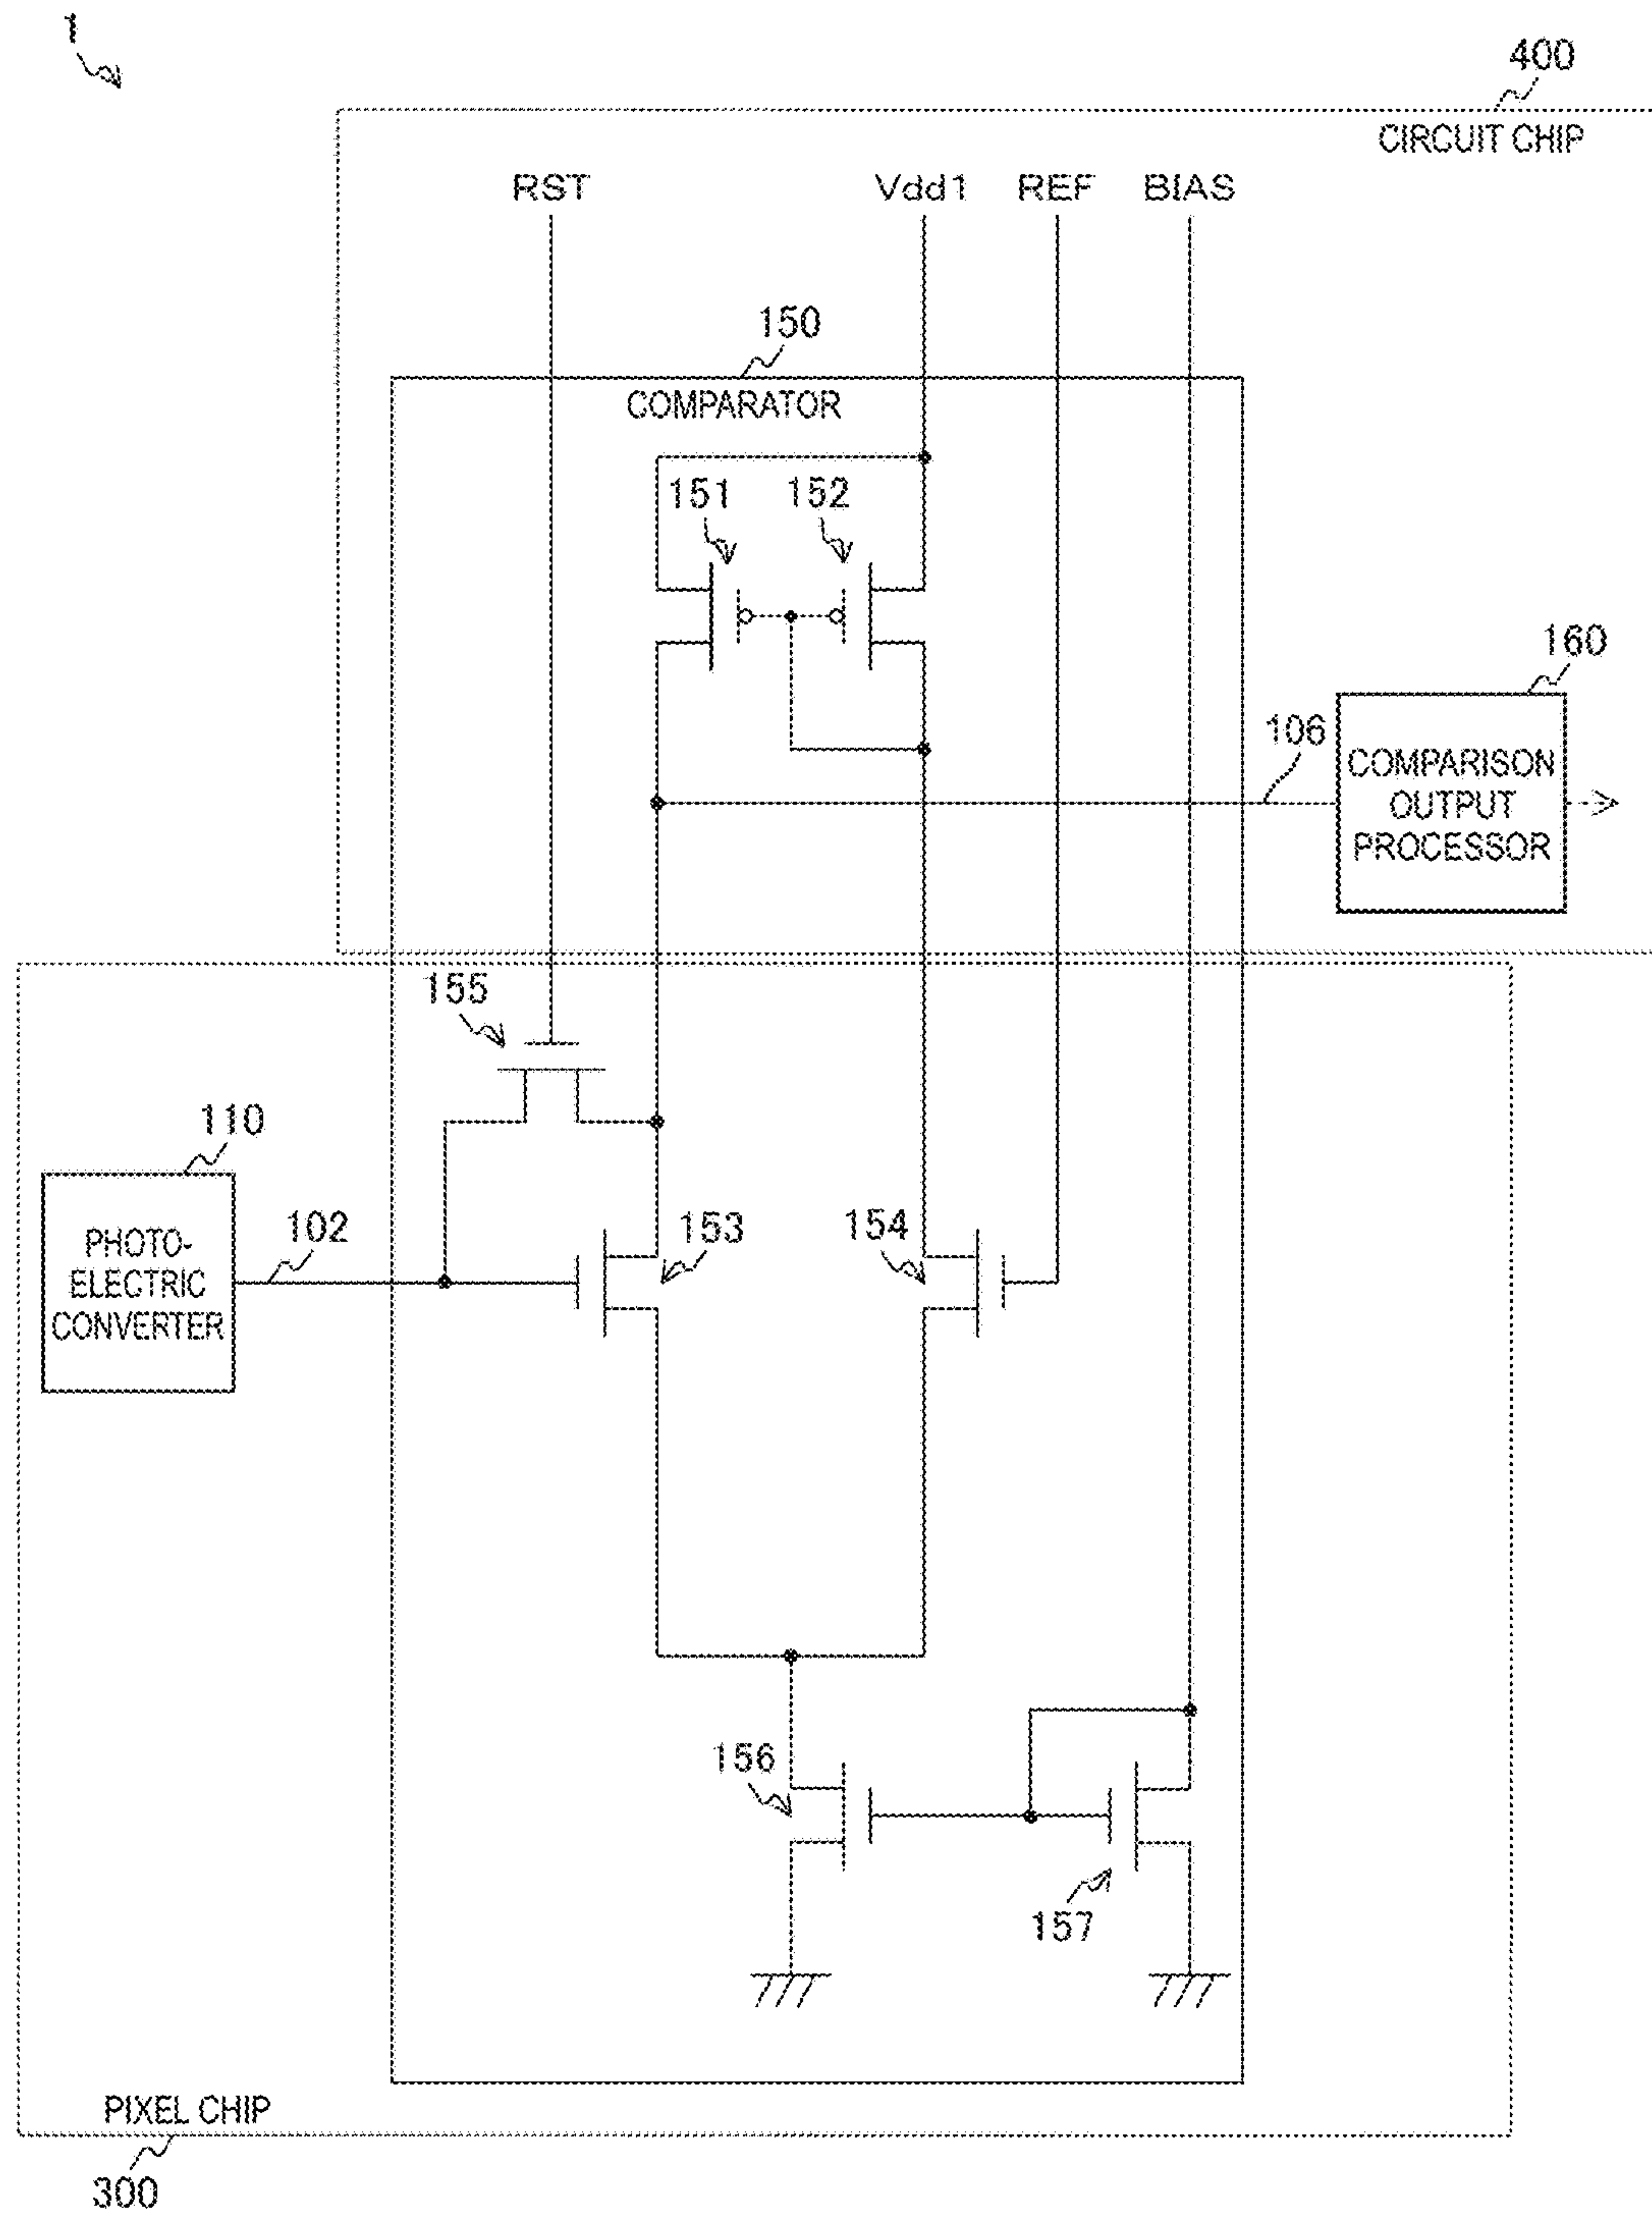 1
400
CIRCUIT CHIP
RST
Vdd1
REF
BIAS
150
COMPARATOR
151
152
160
106
COMPARISON
OUTPUT
PROCESSOR
155
110
PHOTO-
ELECTRIC
CONVERTER
102
153
154
156
157
PIXEL CHIP
300